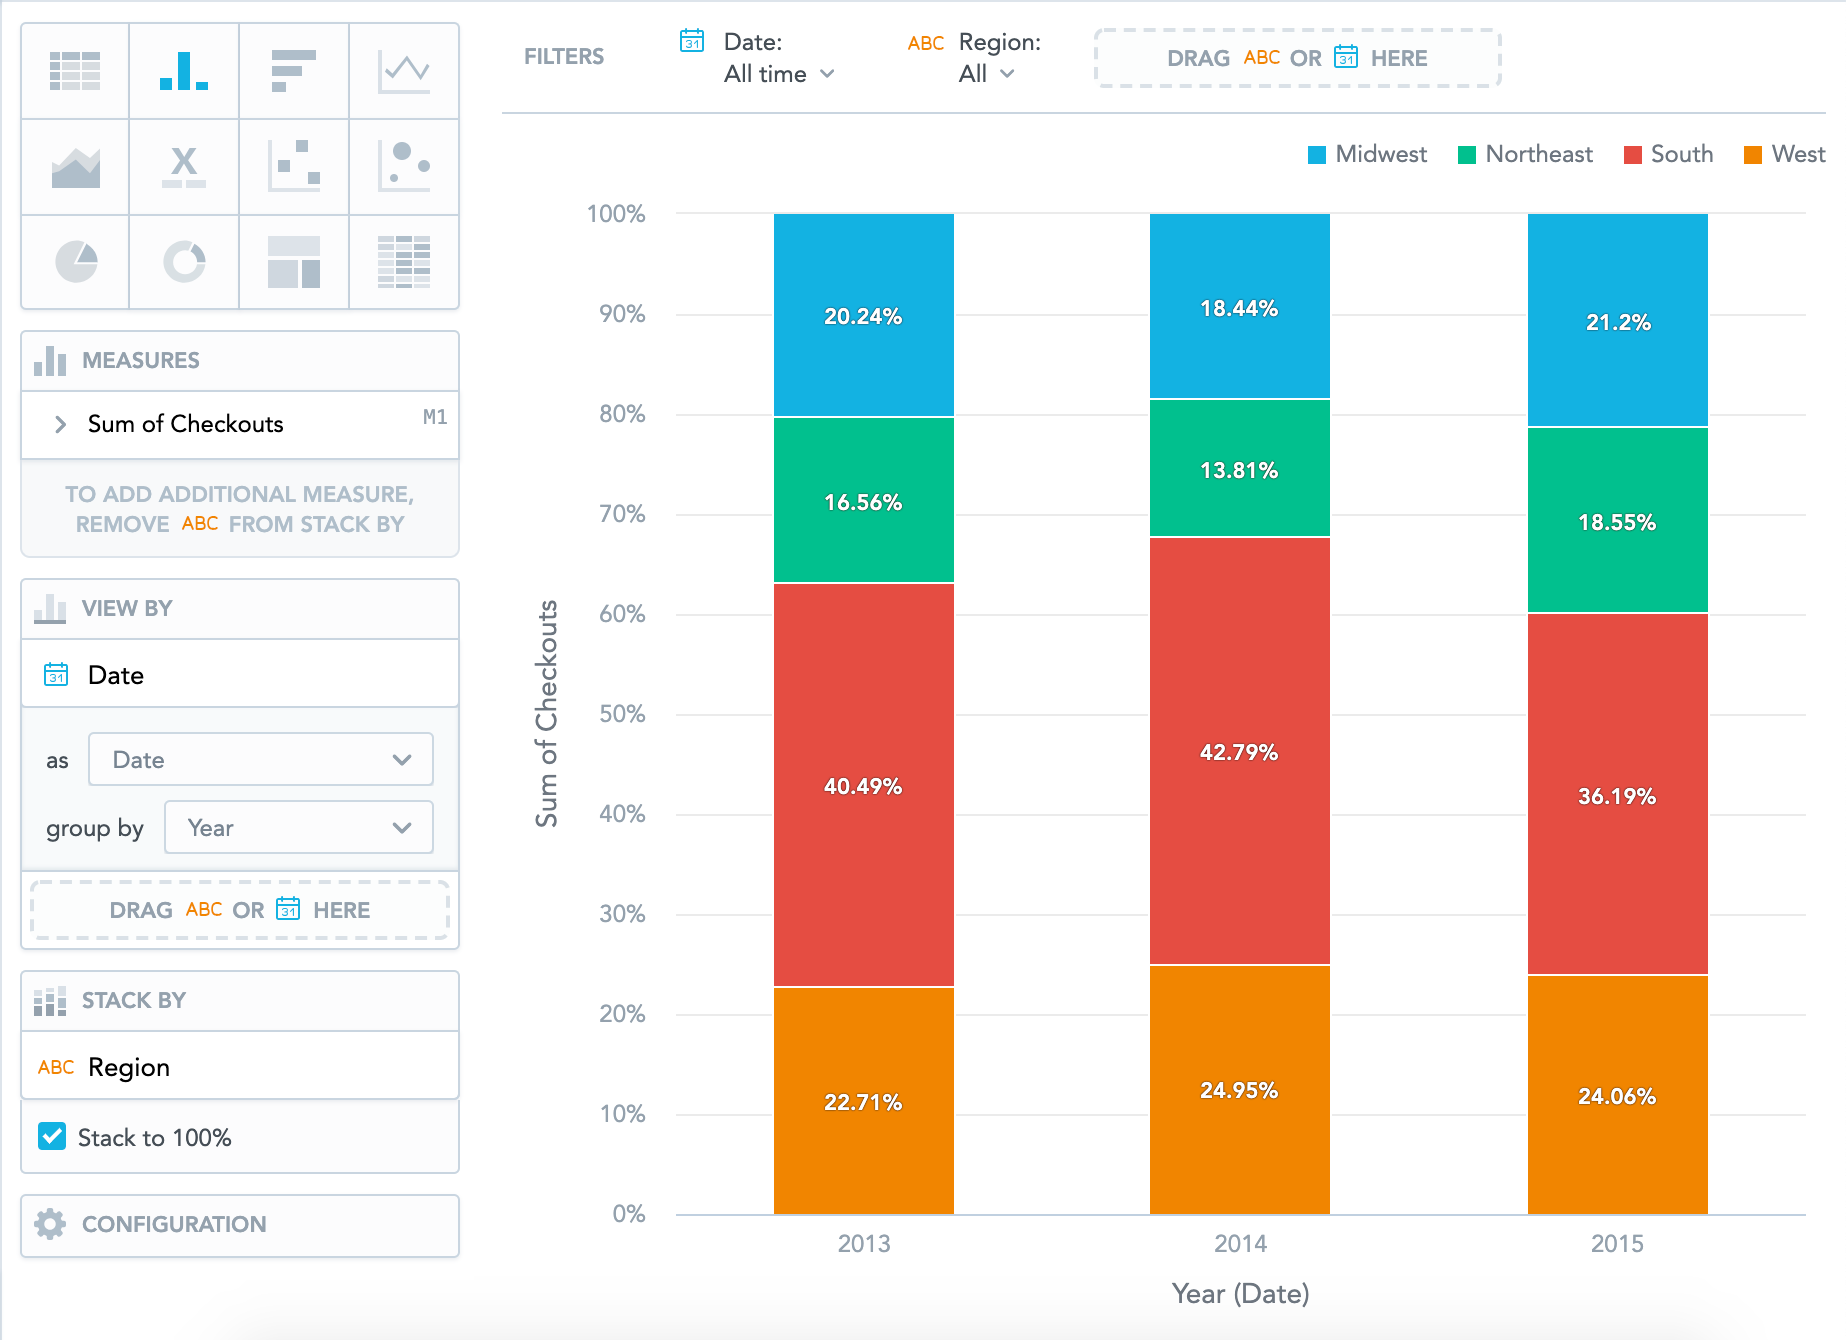 FILTERS
31 Date:
All time
ABC Region:
All
DRAG ABC OR 31 HERE
X
MEASURES
Sum of Checkouts M1
TO ADD ADDITIONAL MEASURE,
REMOVE ABC FROM STACK BY
VIEW BY
31 Date
as Date
group by Year
DRAG ABC OR 31 HERE
STACK BY
ABC Region
Stack to 100%
CONFIGURATION
Midwest Northeast South West
Sum of Checkouts
100%
90%
80%
70%
60%
50%
40%
30%
20%
10%
0%
20.24%
16.56%
40.49%
22.71%
18.44%
13.81%
42.79%
24.95%
21.2%
18.55%
36.19%
24.06%
2013 2014 2015
Year (Date)